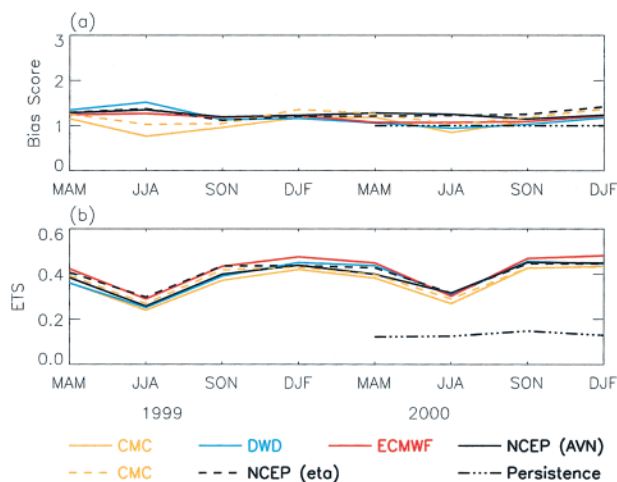 (a)
Bias Score
3
2
1
0
MAM JJA SON DJF MAM JJA SON DJF
(b)
ETS
0.6
0.4
0.2
0.0
MAM JJA SON DJF MAM JJA SON DJF
1999 2000
CMC DWD ECMWF NCEP (AVN)
CMC NCEP (eta) Persistence